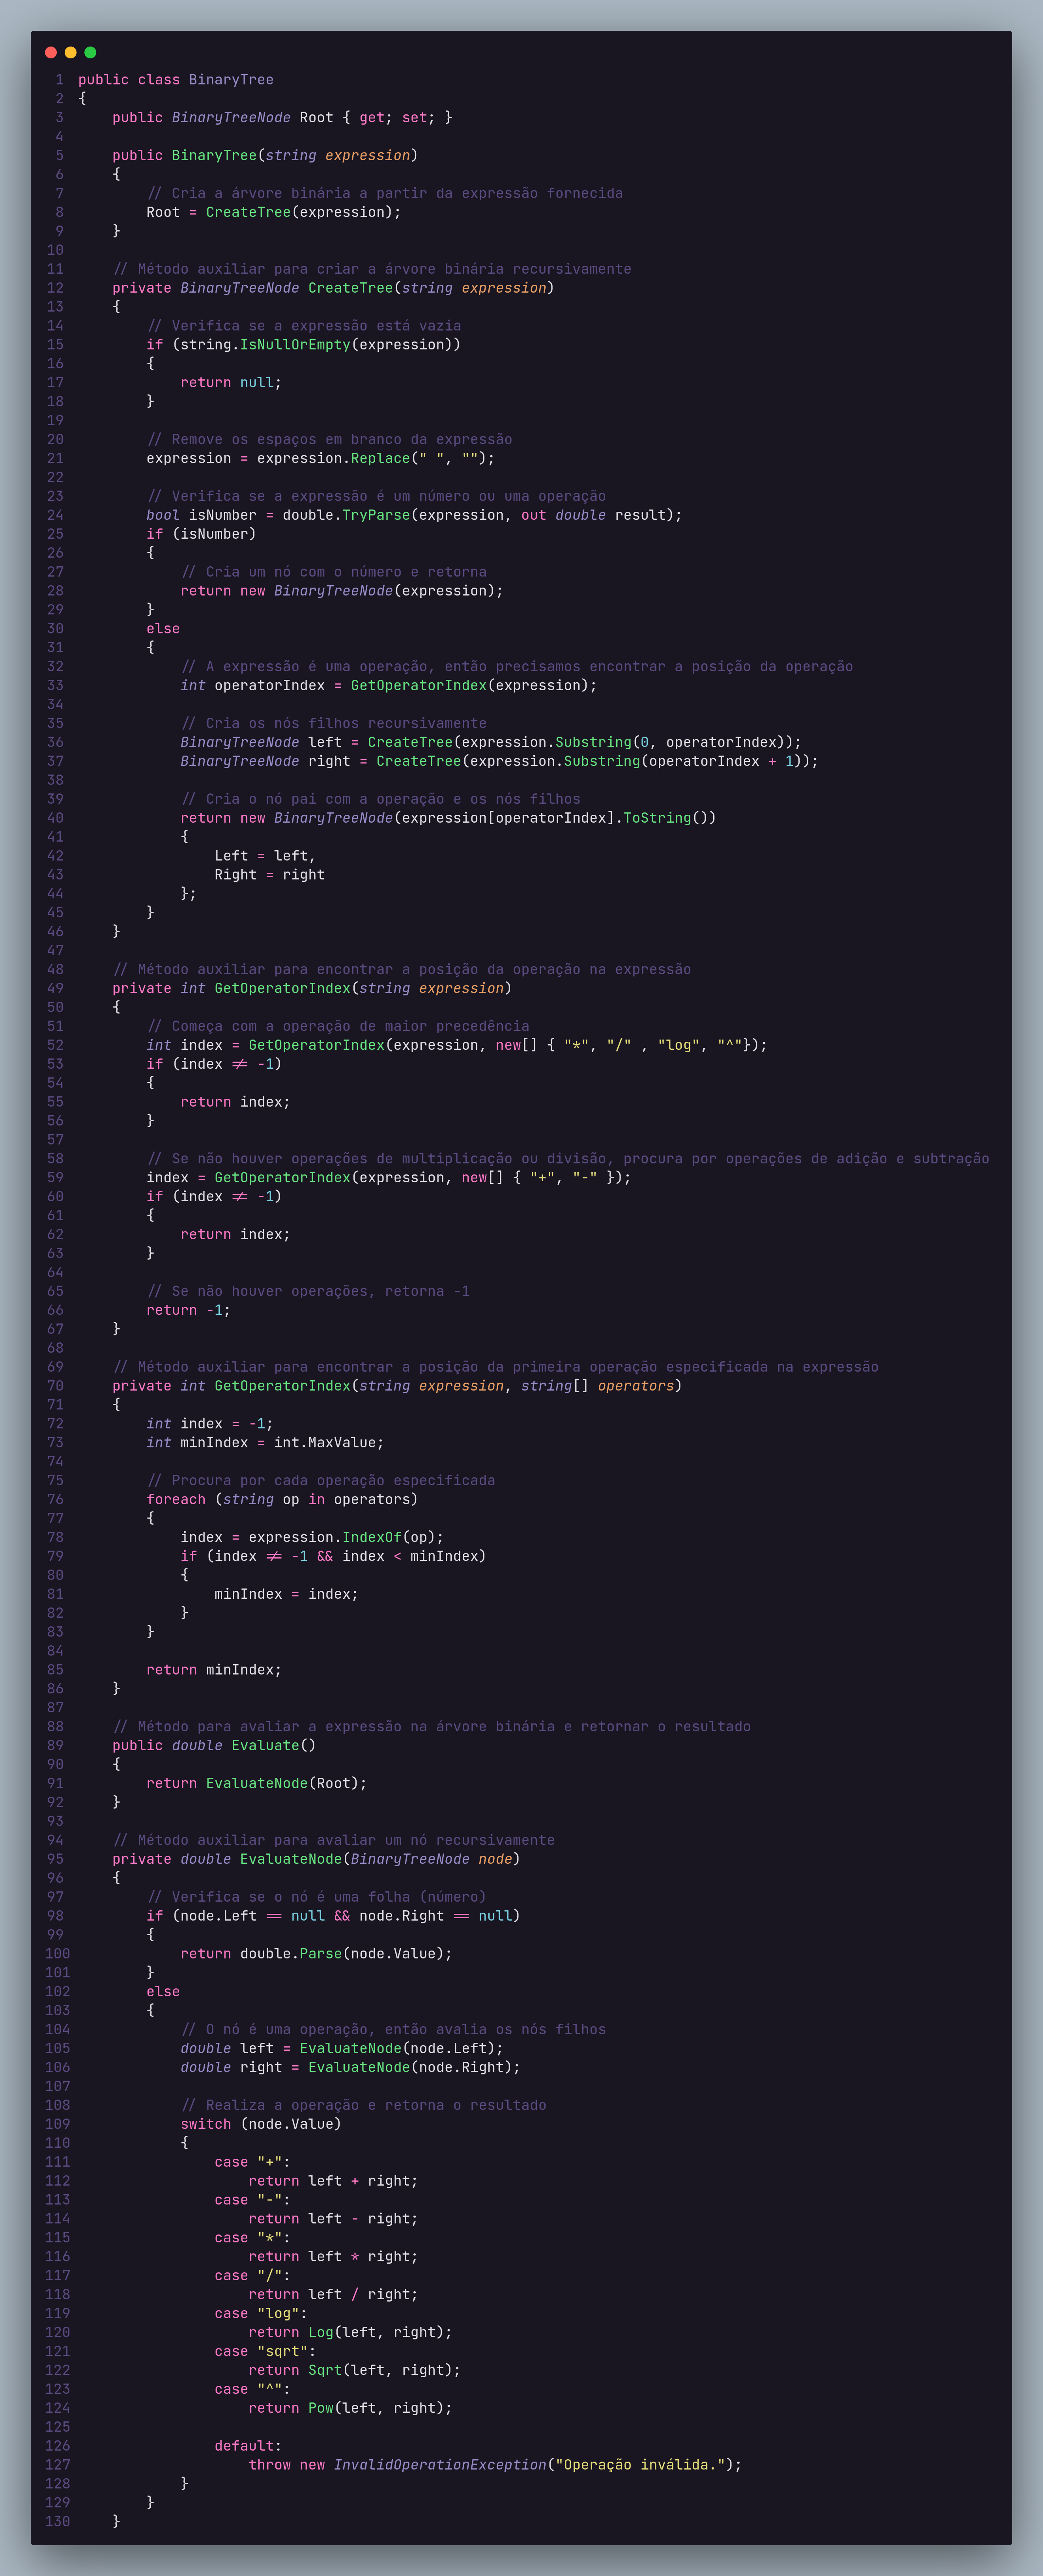 1 public class BinaryTree
2 {
3     public BinaryTreeNode Root { get; set; }
4
5     public BinaryTree(string expression)
6     {
7         // Cria a árvore binária a partir da expressão fornecida
8         Root = CreateTree(expression);
9     }
10
11     // Método auxiliar para criar a árvore binária recursivamente
12     private BinaryTreeNode CreateTree(string expression)
13     {
14         // Verifica se a expressão está vazia
15         if (string.IsNullOrEmpty(expression))
16         {
17             return null;
18         }
19
20         // Remove os espaços em branco da expressão
21         expression = expression.Replace(" ", "");
22
23         // Verifica se a expressão é um número ou uma operação
24         bool isNumber = double.TryParse(expression, out double result);
25         if (isNumber)
26         {
27             // Cria um nó com o número e retorna
28             return new BinaryTreeNode(expression);
29         }
30         else
31         {
32             // A expressão é uma operação, então precisamos encontrar a posição da operação
33             int operatorIndex = GetOperatorIndex(expression);
34
35             // Cria os nós filhos recursivamente
36             BinaryTreeNode left = CreateTree(expression.Substring(0, operatorIndex));
37             BinaryTreeNode right = CreateTree(expression.Substring(operatorIndex + 1));
38
39             // Cria o nó pai com a operação e os nós filhos
40             return new BinaryTreeNode(expression[operatorIndex].ToString())
41             {
42                 Left = left,
43                 Right = right
44             };
45         }
46     }
47
48     // Método auxiliar para encontrar a posição da operação na expressão
49     private int GetOperatorIndex(string expression)
50     {
51         // Começa com a operação de maior precedência
52         int index = GetOperatorIndex(expression, new[] { "*", "/" , "log", "^"});
53         if (index != -1)
54         {
55             return index;
56         }
57
58         // Se não houver operações de multiplicação ou divisão, procura por operações de adição e subtração
59         index = GetOperatorIndex(expression, new[] { "+", "-" });
60         if (index != -1)
61         {
62             return index;
63         }
64
65         // Se não houver operações, retorna -1
66         return -1;
67     }
68
69     // Método auxiliar para encontrar a posição da primeira operação especificada na expressão
70     private int GetOperatorIndex(string expression, string[] operators)
71     {
72         int index = -1;
73         int minIndex = int.MaxValue;
74
75         // Procura por cada operação especificada
76         foreach (string op in operators)
77         {
78             index = expression.IndexOf(op);
79             if (index != -1 && index < minIndex)
80             {
81                 minIndex = index;
82             }
83         }
84
85         return minIndex;
86     }
87
88     // Método para avaliar a expressão na árvore binária e retornar o resultado
89     public double Evaluate()
90     {
91         return EvaluateNode(Root);
92     }
93
94     // Método auxiliar para avaliar um nó recursivamente
95     private double EvaluateNode(BinaryTreeNode node)
96     {
97         // Verifica se o nó é uma folha (número)
98         if (node.Left == null && node.Right == null)
99         {
100             return double.Parse(node.Value);
101         }
102         else
103         {
104             // O nó é uma operação, então avalia os nós filhos
105             double left = EvaluateNode(node.Left);
106             double right = EvaluateNode(node.Right);
107
108             // Realiza a operação e retorna o resultado
109             switch (node.Value)
110             {
111                 case "+":
112                     return left + right;
113                 case "-":
114                     return left - right;
115                 case "*":
116                     return left * right;
117                 case "/":
118                     return left / right;
119                 case "log":
120                     return Log(left, right);
121                 case "sqrt":
122                     return Sqrt(left, right);
123                 case "^":
124                     return Pow(left, right);
125
126                 default:
127                     throw new InvalidOperationException("Operação inválida.");
128             }
129         }
130     }